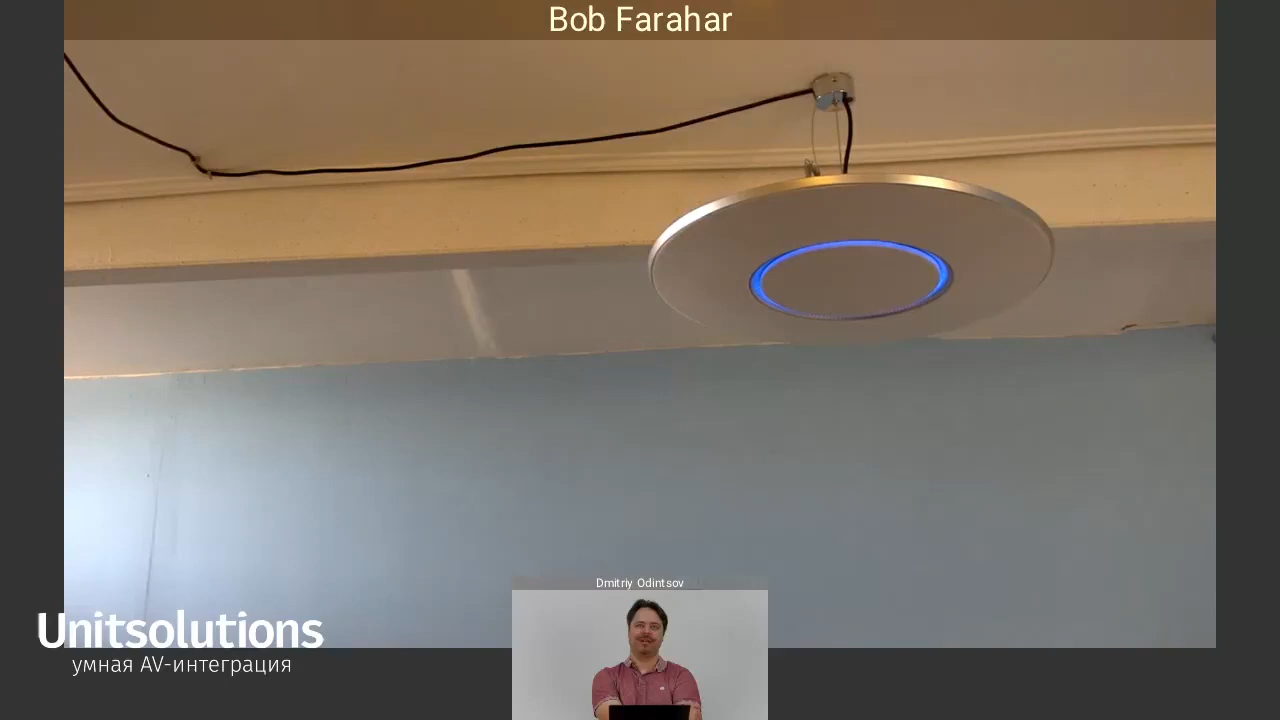 Bob Farahar
Dmitriy Odintsov
Unitsolutions
умная AV-интеграция